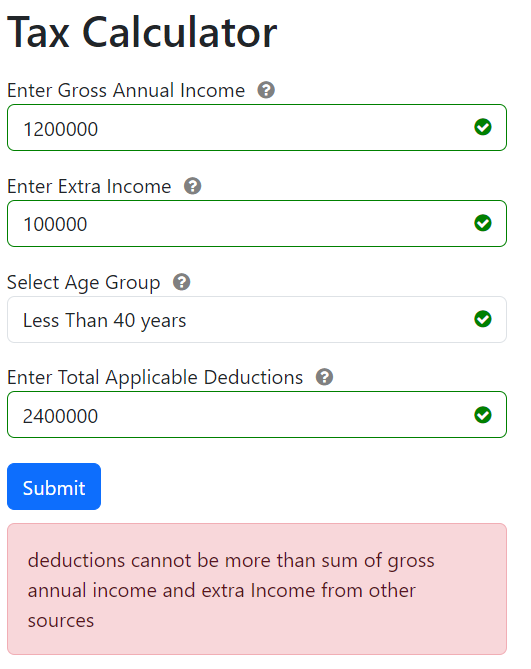 Tax Calculator
Enter Gross Annual Income ?
1200000
Enter Extra Income ?
100000
Select Age Group ?
Less Than 40 years
Enter Total Applicable Deductions ?
2400000
Submit
deductions cannot be more than sum of gross
annual income and extra Income from other
sources